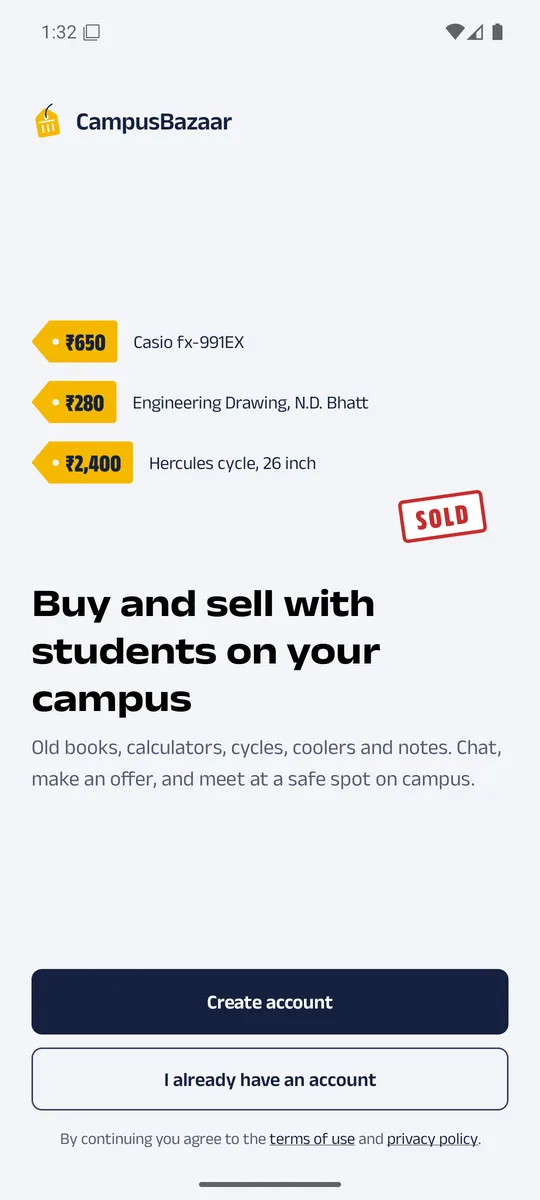 1:32
CampusBazaar
₹650 Casio fx-991EX
₹280 Engineering Drawing, N.D. Bhatt
₹2,400 Hercules cycle, 26 inch
SOLD
Buy and sell with
students on your
campus
Old books, calculators, cycles, coolers and notes. Chat,
make an offer, and meet at a safe spot on campus.
Create account
I already have an account
By continuing you agree to the terms of use and privacy policy.